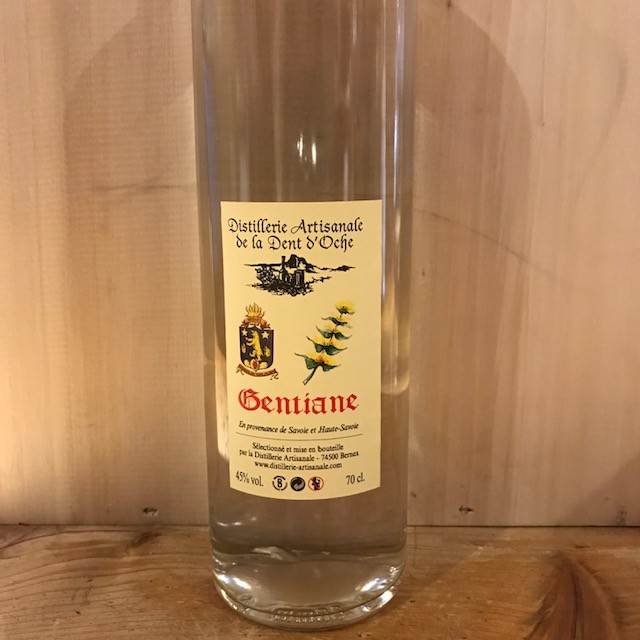 Distillerie Artisanale
de la Dent d'Oche
Gentiane
En provenance de Savoie et Haute-Savoie
Sélectionné et mise en bouteille
par la Distillerie Artisanale - 74500 Bernex
www.distillerie-artisanale.com
45% vol. 70 cl.